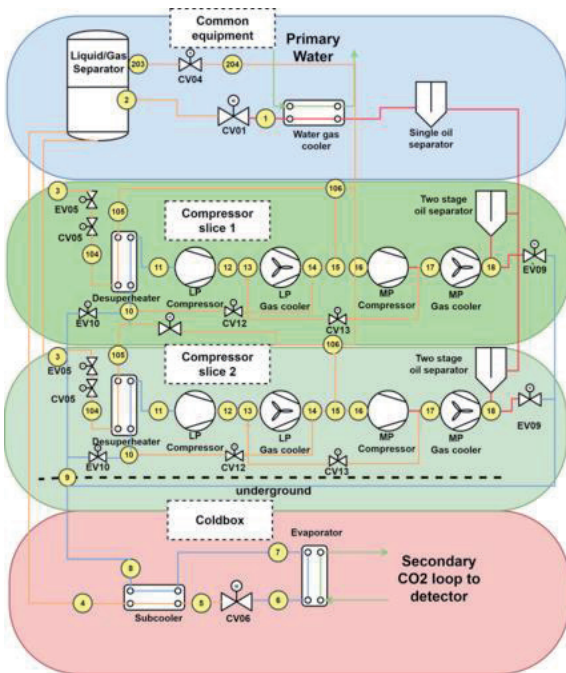 Common
equipment
Primary
Water
Liquid/Gas
Separator
203
CV04
204
2
CV01
1
Water gas
cooler
Single oil
separator
3
EV05
CV05
104
105
Compressor
slice 1
106
Two stage
oil separator
11
12
13
14
15
16
17
18
EV09
Desuperheater
LP
Compressor
LP
Gas cooler
MP
Compressor
MP
Gas cooler
EV10
10
CV12
CV13
3
EV05
CV05
104
105
Compressor
slice 2
106
Two stage
oil separator
11
12
13
14
15
16
17
18
EV09
Desuperheater
LP
Compressor
LP
Gas cooler
MP
Compressor
MP
Gas cooler
EV10
10
CV12
CV13
9
underground
Coldbox
Evaporator
8
7
Secondary
CO2 loop to
detector
4
5
6
Subcooler
CV06